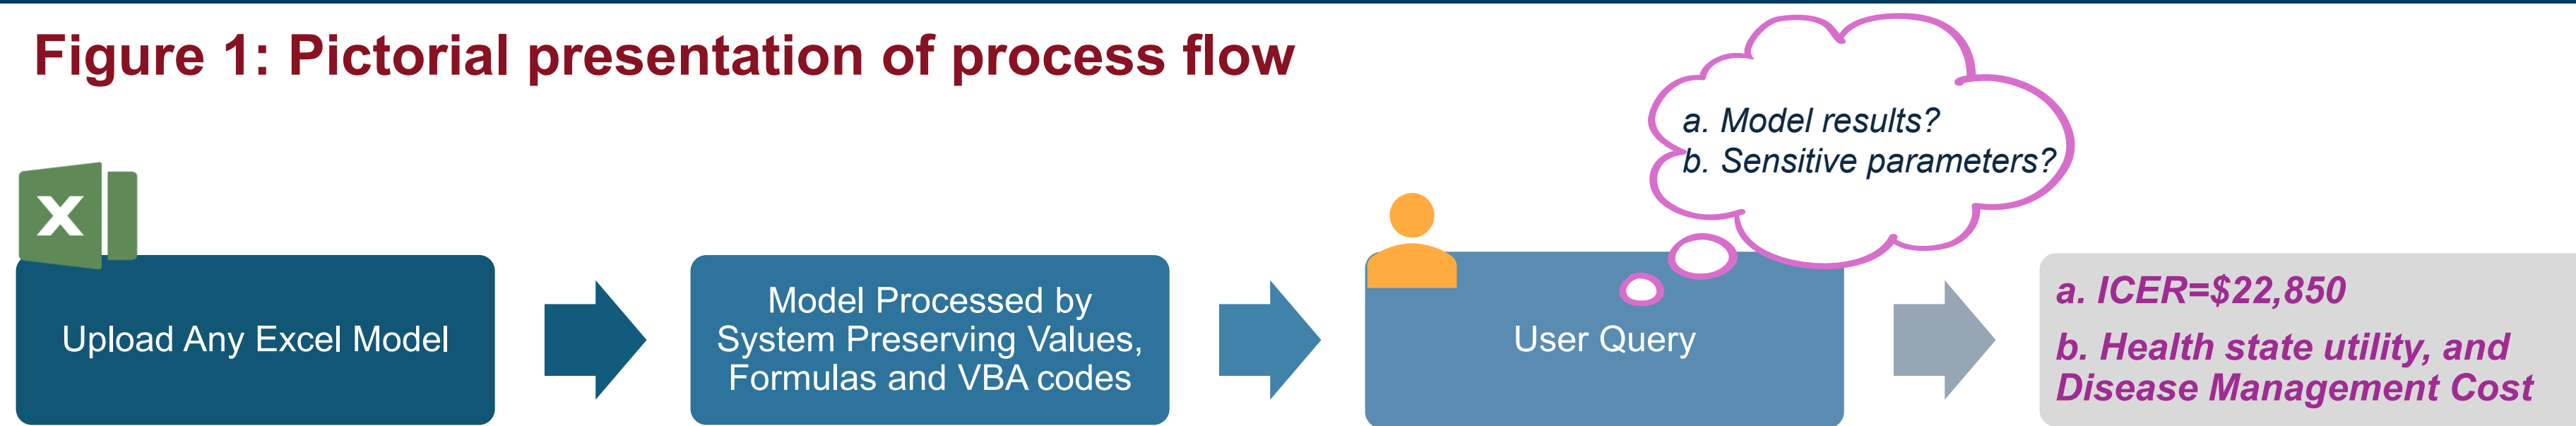 Figure 1: Pictorial presentation of process flow
a. Model results?
b. Sensitive parameters?
X
Upload Any Excel Model
Model Processed by
System Preserving Values,
Formulas and VBA codes
User Query
a. ICER=$22,850
b. Health state utility, and
Disease Management Cost